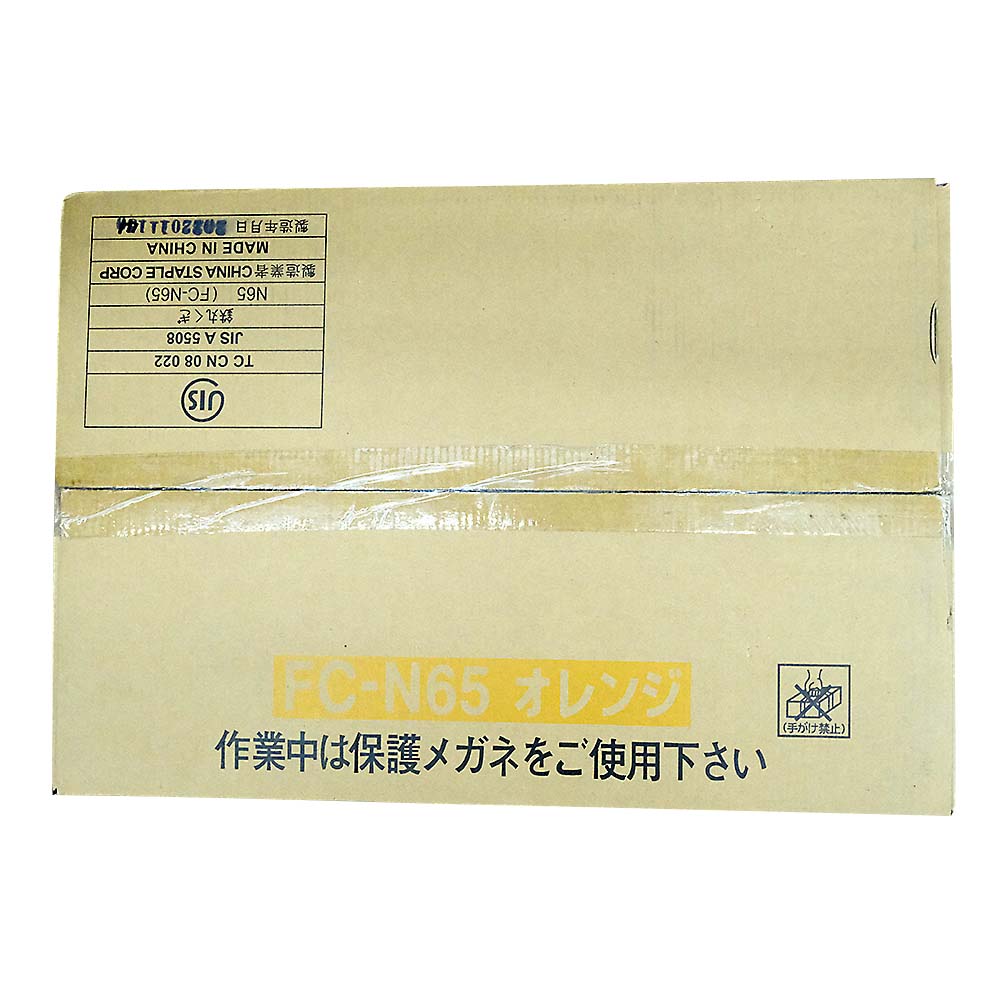 JIS
TC CN 08 022
JIS A 5508
鉄丸くぎ
N65 (FC-N65)
製造業者 CHINA STAPLE CORP
MADE IN CHINA
製造年月日
FC-N65 オレンジ
(手かけ禁止)
作業中は保護メガネをご使用下さい